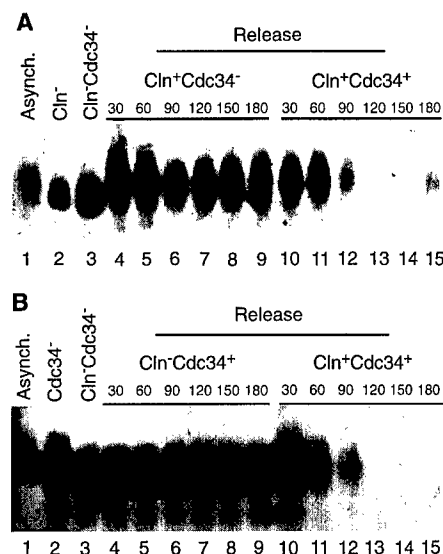 A
Release
Asynch. Cln⁻ Cln⁻Cdc34⁻ Cln⁺Cdc34⁻ Cln⁺Cdc34⁺
30 60 90 120 150 180 30 60 90 120 150 180
1 2 3 4 5 6 7 8 9 10 11 12 13 14 15
B
Release
Asynch. Cdc34⁻ Cln⁻Cdc34⁻ Cln⁻Cdc34⁺ Cln⁺Cdc34⁺
30 60 90 120 150 180 30 60 90 120 150 180
1 2 3 4 5 6 7 8 9 10 11 12 13 14 15